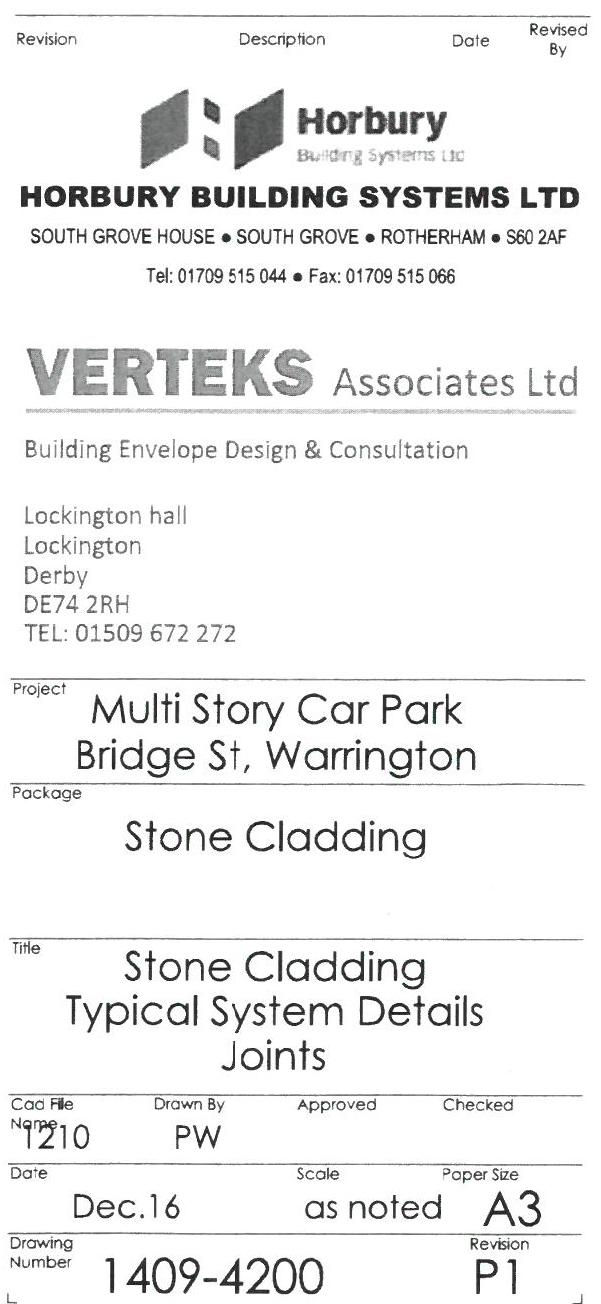 Revision Description Date Revised By
Horbury
Building Systems Ltd
HORBURY BUILDING SYSTEMS LTD
SOUTH GROVE HOUSE ● SOUTH GROVE ● ROTHERHAM ● S60 2AF
Tel: 01709 515 044 ● Fax: 01709 515 066
VERTEKS Associates Ltd
Building Envelope Design & Consultation
Lockington hall
Lockington
Derby
DE74 2RH
TEL: 01509 672 272
Project
Multi Story Car Park
Bridge St, Warrington
Package
Stone Cladding
Title
Stone Cladding
Typical System Details
Joints
Cad File Name Drawn By Approved Checked
1210 PW
Date Scale Paper Size
Dec.16 as noted A3
Drawing Number Revision
1409-4200 P1